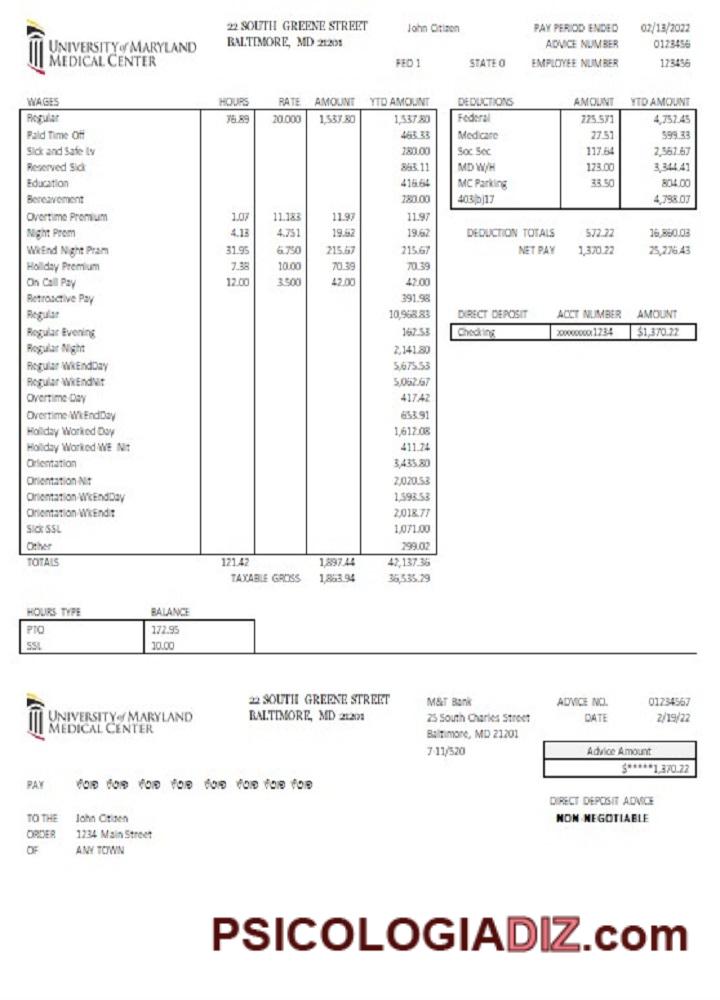 UNIVERSITY of MARYLAND
MEDICAL CENTER
22 SOUTH GREENE STREET
BALTIMORE, MD 21201
John Citizen
FED 1
STATE 0
PAY PERIOD ENDED 02/13/2022
ADVICE NUMBER 0123456
EMPLOYEE NUMBER 123456
WAGES HOURS RATE AMOUNT YTD AMOUNT
Regular 76.89 20.000 1,537.80 1,537.80
Paid Time Off 463.33
Sick and Safe Lv 280.00
Reserved Sick 863.11
Education 416.64
Bereavement 280.00
Overtime Premium 1.07 11.183 11.97 11.97
Night Prem 4.13 4.751 19.62 19.62
WkEnd Night Pram 31.95 6.750 215.67 215.67
Holiday Premium 7.38 10.00 70.39 70.39
On Call Pay 12.00 3.500 42.00 42.00
Retroactive Pay 391.98
Regular 10,968.83
Regular Evening 162.53
Regular Night 2,141.80
Regular-WkEndDay 5,675.53
Regular-WkEndNit 5,062.67
Overtime-Day 417.42
Overtime-WkEndDay 653.91
Holiday Worked-Day 1,612.08
Holiday Worked-WE Nit 411.24
Orientation 3,435.80
Orientation-Nit 2,020.53
Orientation-WkEndDay 1,593.53
Orientation-WkEndit 2,018.77
Sick-SSL 1,071.00
Other 299.02
TOTALS 121.42 1,897.44 42,137.36
TAXABLE GROSS 1,863.94 36,535.29
DEDUCTIONS AMOUNT YTD AMOUNT
Federal 225.571 4,752.45
Medicare 27.51 599.33
Soc Sec 117.64 2,562.67
MD W/H 123.00 3,344.41
MC Parking 33.50 804.00
403(b)17 4,798.07
DEDUCTION TOTALS 572.22 16,860.03
NET PAY 1,370.22 25,276.43
DIRECT DEPOSIT ACCT NUMBER AMOUNT
Checking xxxxxxxxx1234 $1,370.22
HOURS TYPE BALANCE
PTO 172.95
SSL 10.00
UNIVERSITY of MARYLAND
MEDICAL CENTER
22 SOUTH GREENE STREET
BALTIMORE, MD 21201
M&T Bank
25 South Charles Street
Baltimore, MD 21201
7-11/520
ADVICE NO. 01234567
DATE 2/19/22
Advice Amount
$*****1,370.22
PAY VOID VOID VOID VOID VOID VOID VOID VOID
DIRECT DEPOSIT ADVICE
NON-NEGOTIABLE
TO THE John Citizen
ORDER 1234 Main Street
OF ANY TOWN
PSICOLOGIADIZ.com